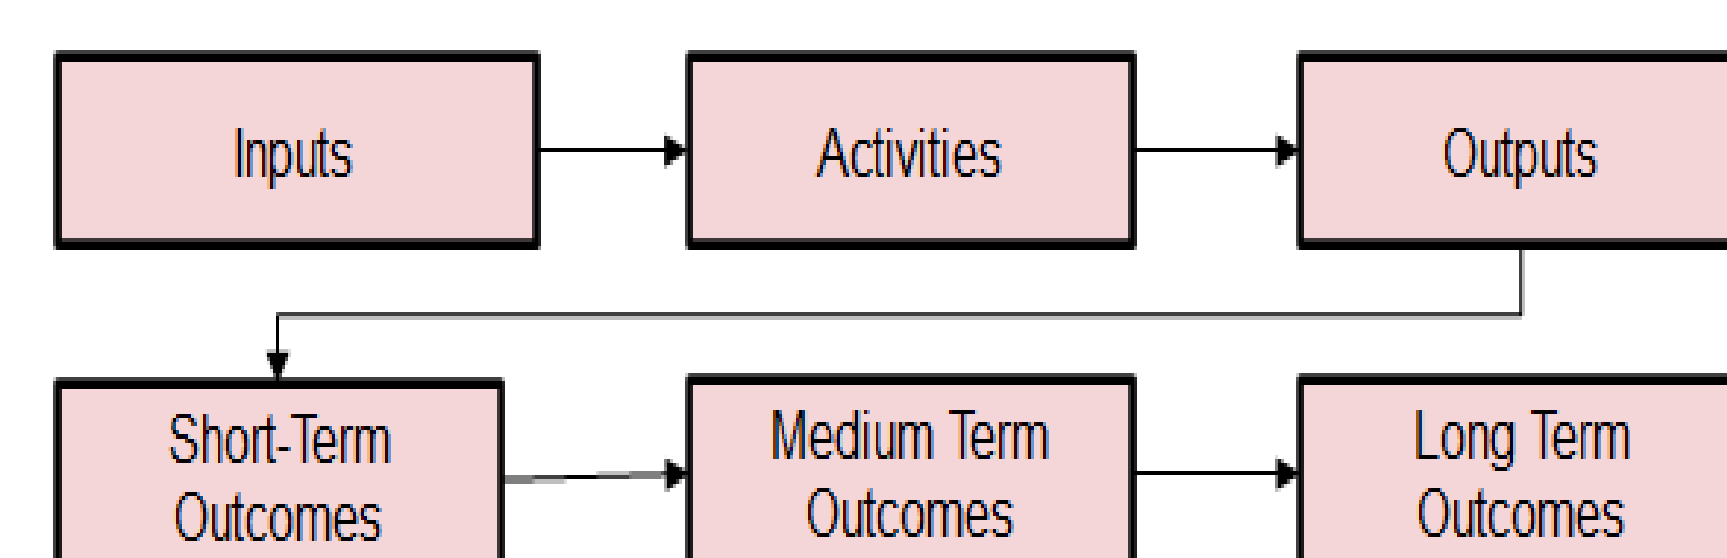 Inputs
Activities
Outputs
Short-Term
Outcomes
Medium Term
Outcomes
Long Term
Outcomes